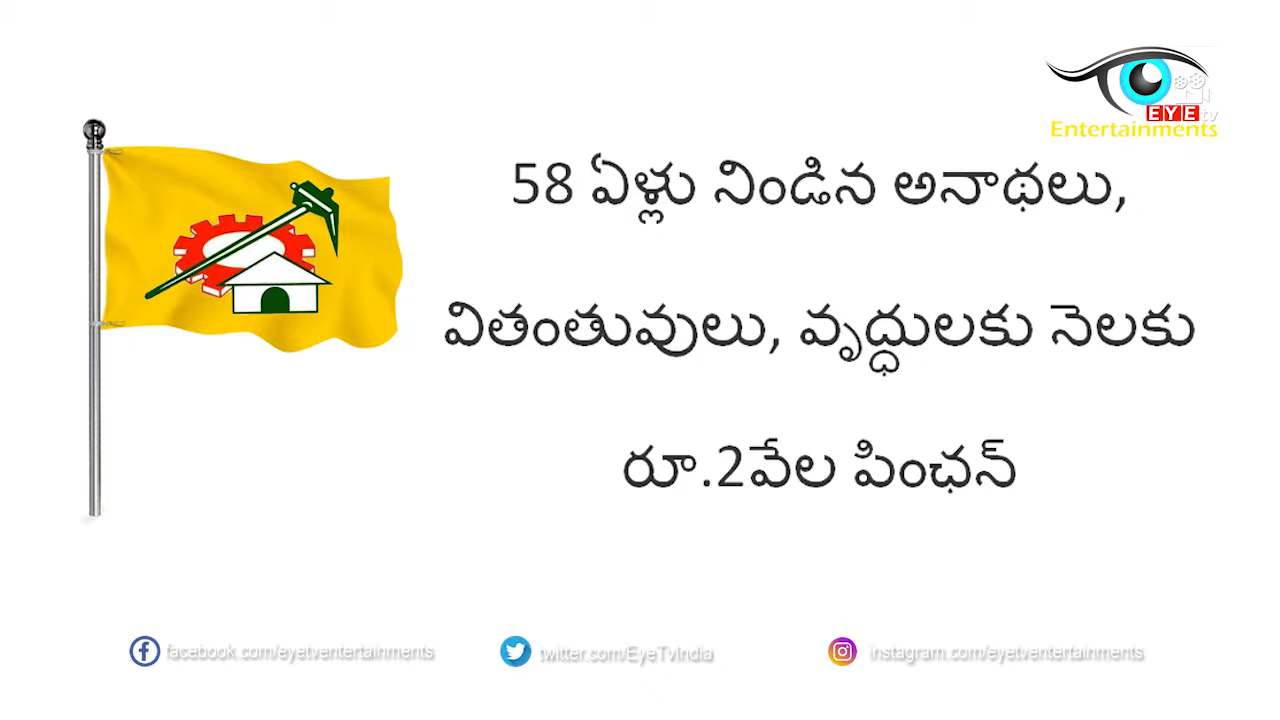 EYE tv
Entertainments
58 ఏళ్లు నిండిన అనాథలు,
వితంతువులు, వృద్ధులకు నెలకు
రూ.2వేల పింఛన్
facebook.com/eyetventertainments
twitter.com/EyeTvIndia
instagram.com/eyetventertainments